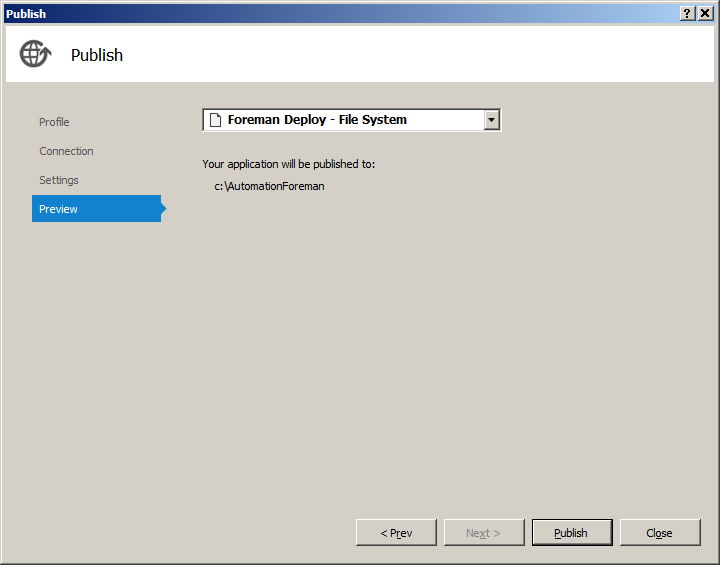 Publish
Publish
Profile
Connection
Settings
Preview
Foreman Deploy - File System
Your application will be published to:
c:\AutomationForeman
< Prev
Next >
Publish
Close